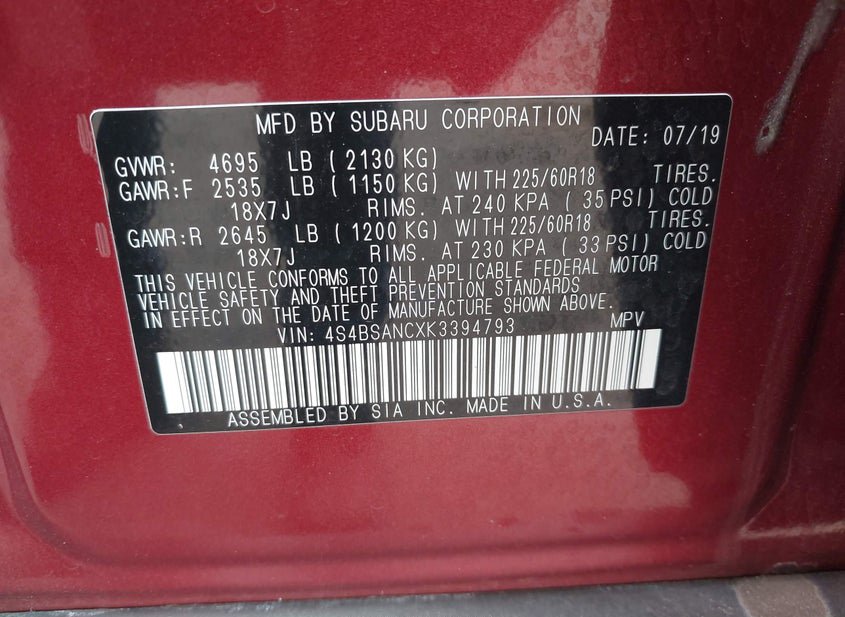 MFD BY SUBARU CORPORATION
DATE: 07/19
GVWR: 4695 LB (2130 KG)
GAWR:F 2535 LB (1150 KG) WITH 225/60R18 TIRES.
18X7J RIMS. AT 240 KPA (35 PSI) COLD
GAWR:R 2645 LB (1200 KG) WITH 225/60R18 TIRES.
18X7J RIMS. AT 230 KPA (33 PSI) COLD
THIS VEHICLE CONFORMS TO ALL APPLICABLE FEDERAL MOTOR
VEHICLE SAFETY AND THEFT PREVENTION STANDARDS
IN EFFECT ON THE DATE OF MANUFACTURE SHOWN ABOVE.
VIN: 4S4BSANCXK3394793 MPV
ASSEMBLED BY SIA INC. MADE IN U.S.A.